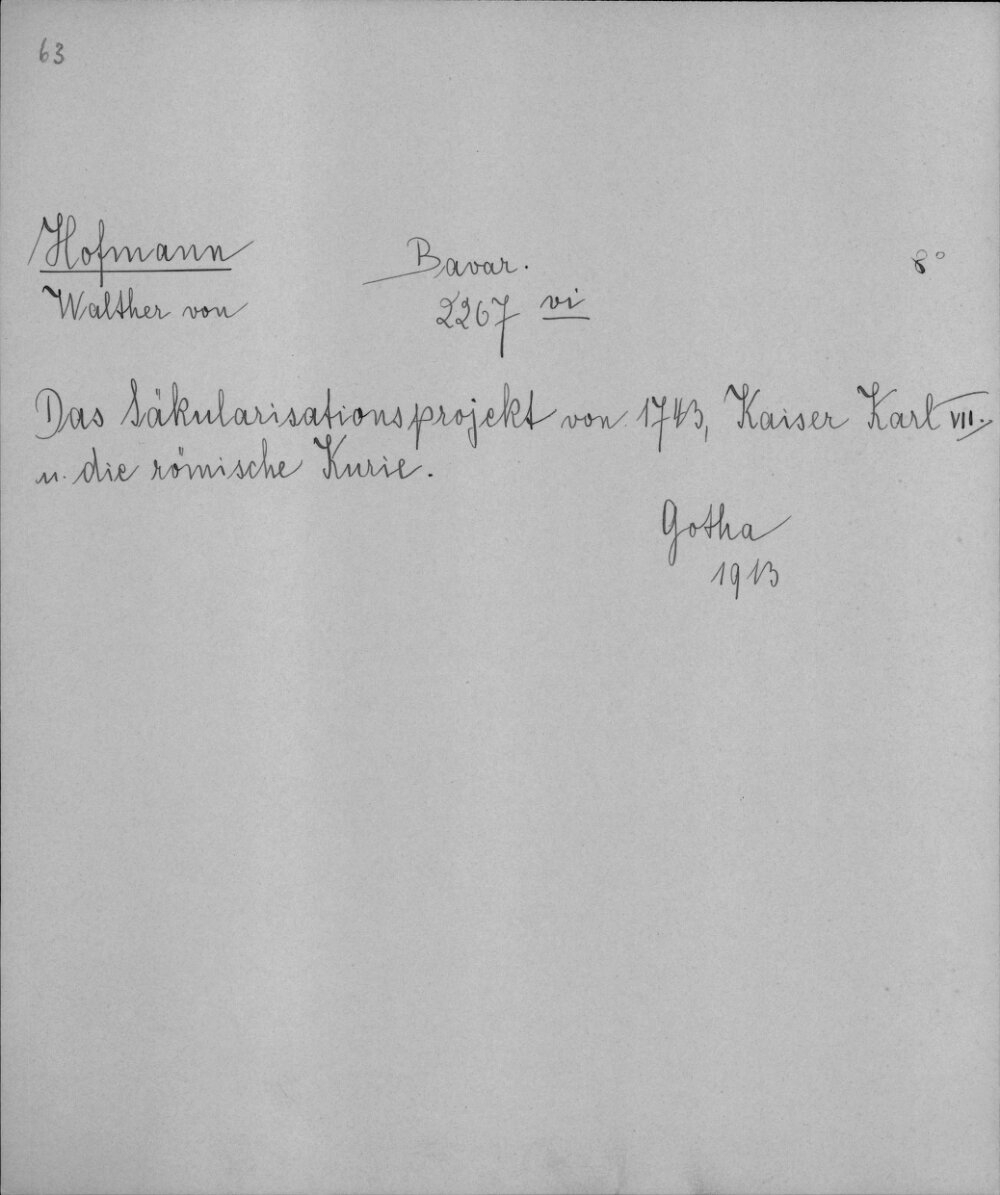 63
Hofmann
Walther von
Bavar.
2267 vi
8°
Das Säkularisationsprojekt von 1743, Kaiser Karl VII.
u. die römische Kurie.
Gotha
1913